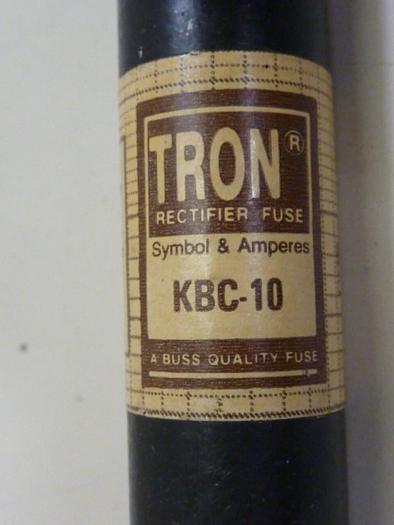 TRON®
RECTIFIER FUSE
Symbol & Amperes
KBC-10
A BUSS QUALITY FUSE